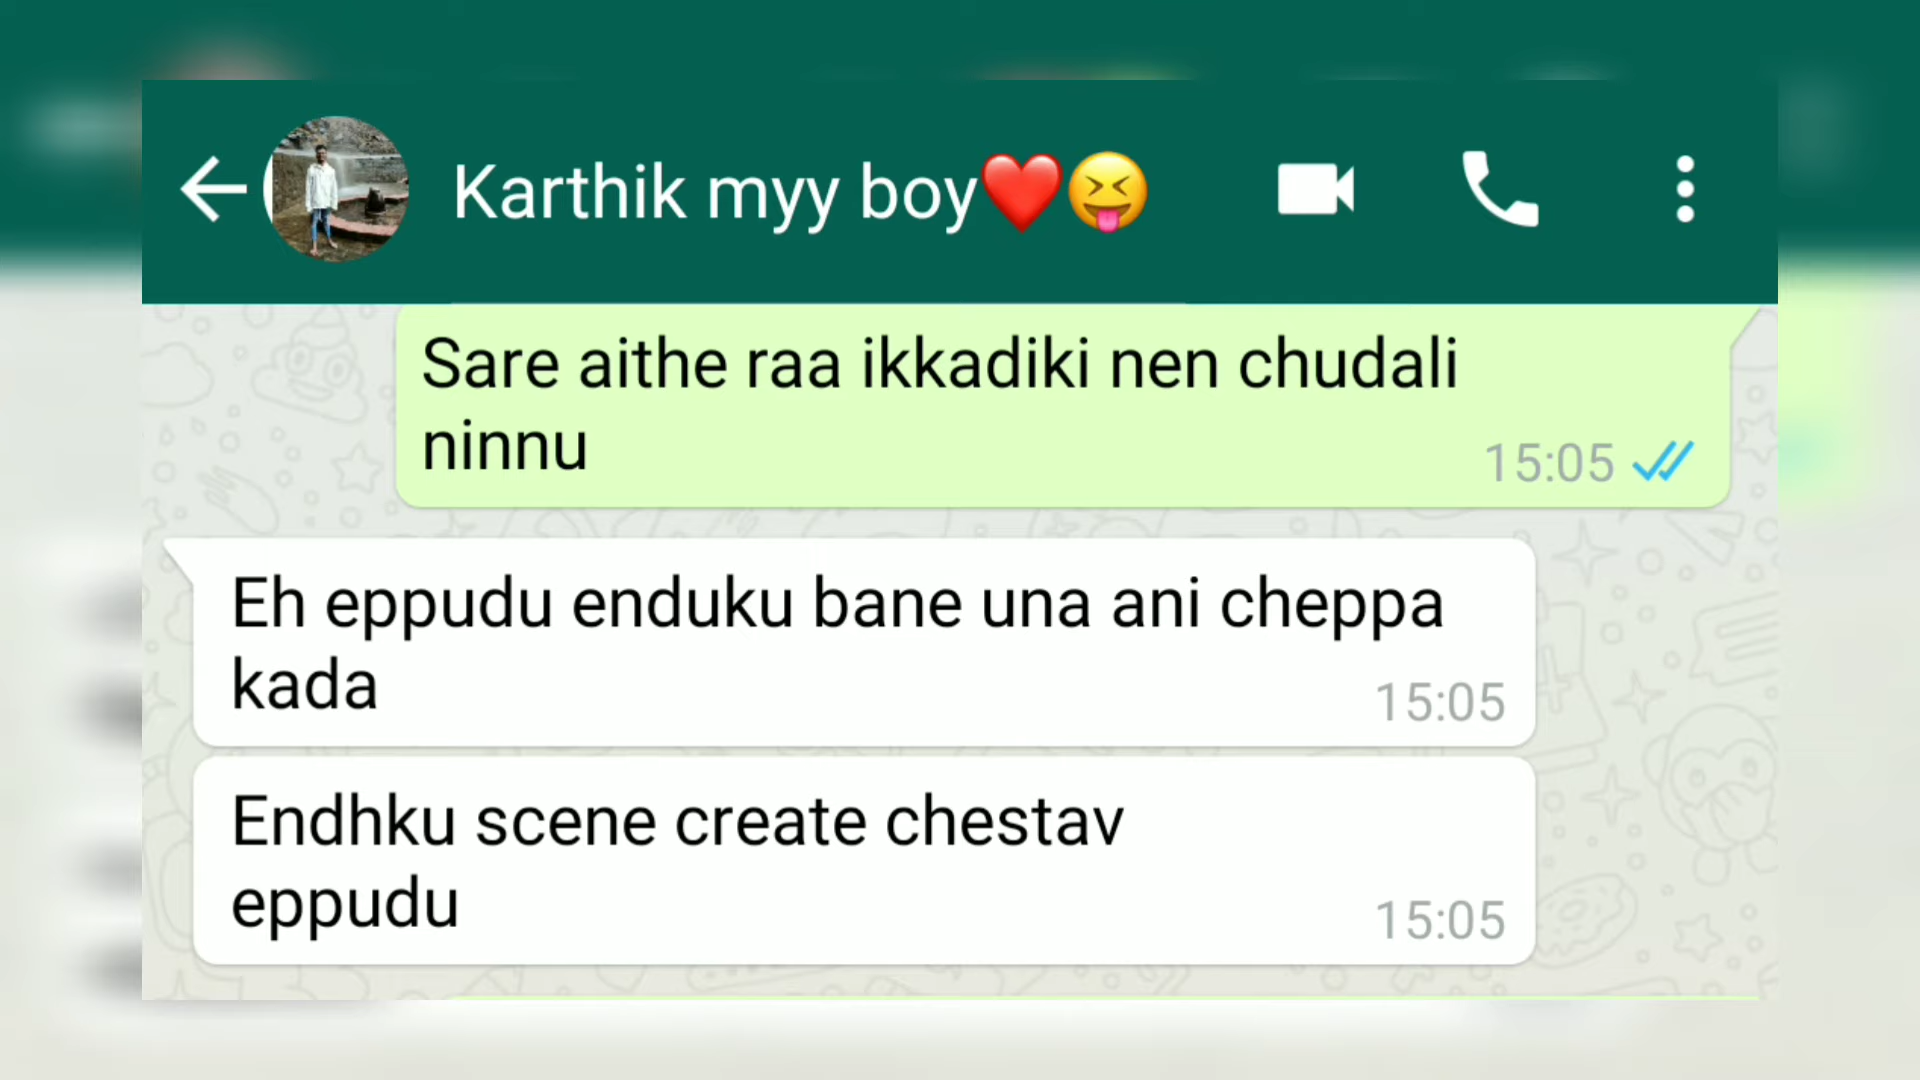 Karthik myy boy❤️😝
Sare aithe raa ikkadiki nen chudali
ninnu
15:05
Eh eppudu enduku bane una ani cheppa
kada
15:05
Endhku scene create chestav
eppudu
15:05